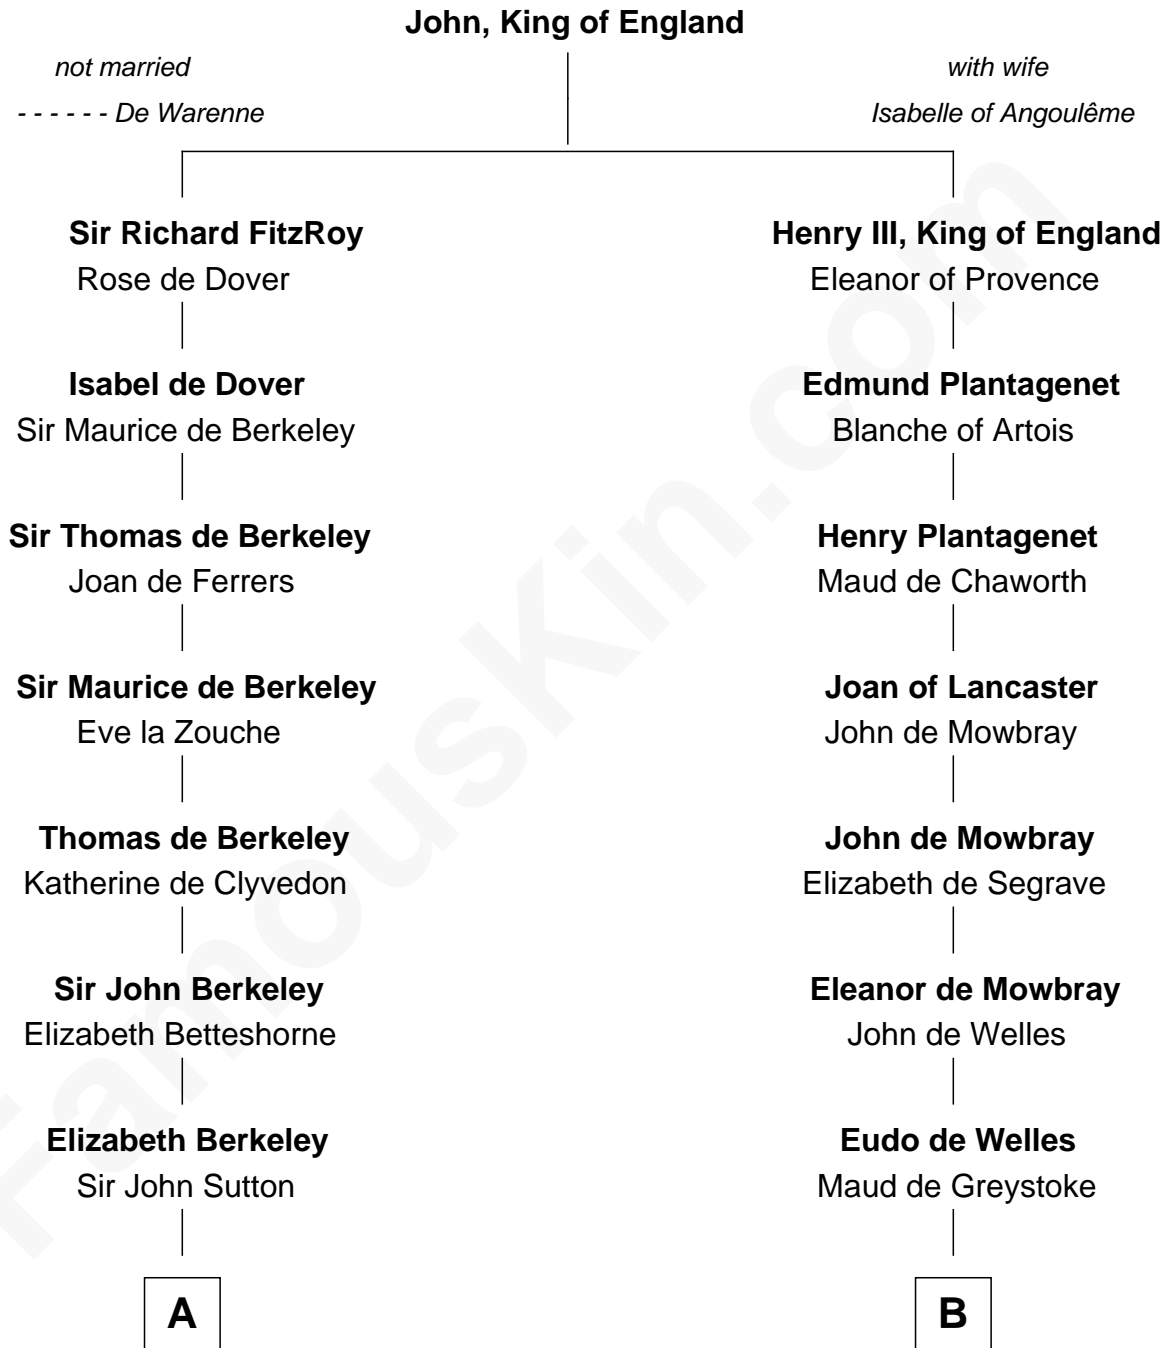 John, King of England
not married
- - - - - - De Warenne
with wife
Isabelle of Angoulême
Sir Richard FitzRoy
Rose de Dover
Henry III, King of England
Eleanor of Provence
Isabel de Dover
Sir Maurice de Berkeley
Edmund Plantagenet
Blanche of Artois
Sir Thomas de Berkeley
Joan de Ferrers
Henry Plantagenet
Maud de Chaworth
Sir Maurice de Berkeley
Eve la Zouche
Joan of Lancaster
John de Mowbray
Thomas de Berkeley
Katherine de Clyvedon
John de Mowbray
Elizabeth de Segrave
Sir John Berkeley
Elizabeth Betteshorne
Eleanor de Mowbray
John de Welles
Elizabeth Berkeley
Sir John Sutton
Eudo de Welles
Maud de Greystoke
A
B
FamousKin.com